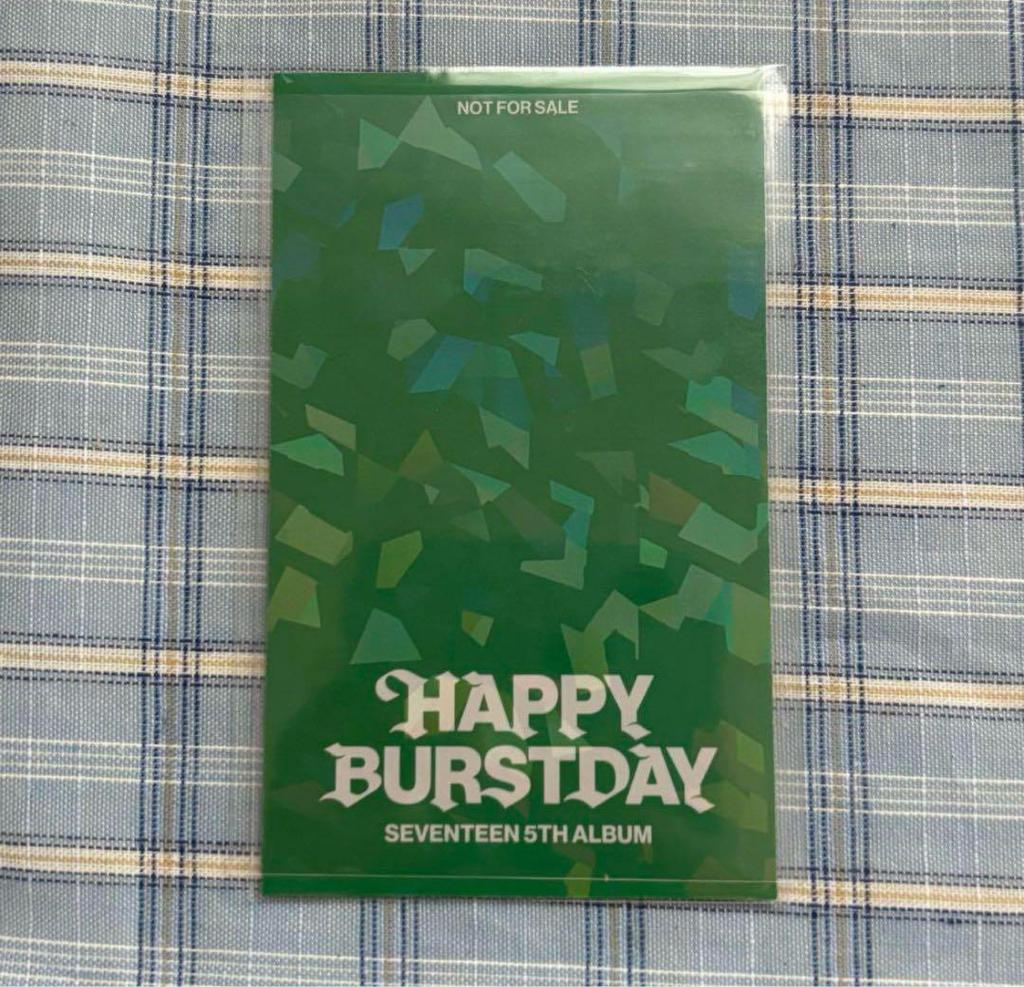 NOT FOR SALE
HAPPY
BURSTDAY
SEVENTEEN 5TH ALBUM